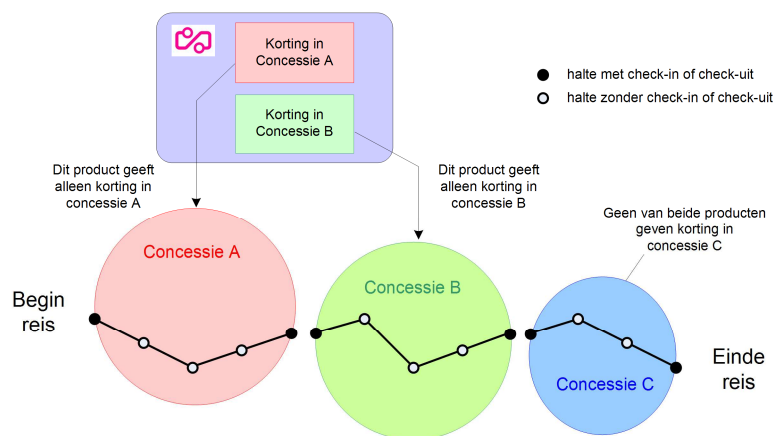 Korting in
Concessie A
Korting in
Concessie B
halte met check-in of check-uit
halte zonder check-in of check-uit
Dit product geeft
alleen korting in
concessie A
Dit product geeft
alleen korting in
concessie B
Geen van beide producten
geven korting in
concessie C
Concessie A
Concessie B
Concessie C
Begin
reis
Einde
reis